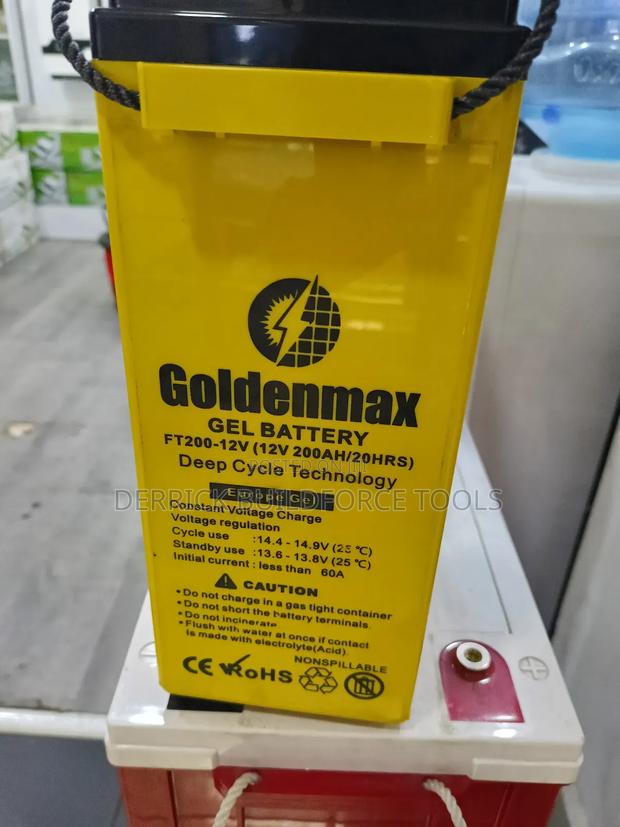 Goldenmax
GEL BATTERY
FT200-12V (12V 200AH/20HRS)
POSTED ON
Deep Cycle Technology
DERRICK BUILD FORCE TOOLS
Constant Voltage Charge
Voltage regulation
Cycle use :14.4 - 14.9V (25 ℃)
Standby use :13.6 - 13.8V (25 ℃)
Initial current : less than 60A
CAUTION
• Do not charge in a gas tight container
• Do not short the battery terminals
• Do not incinerate
• Flush with water at once if contact
is made with electrolyte(Acid).
NONSPILLABLE
CE RoHS